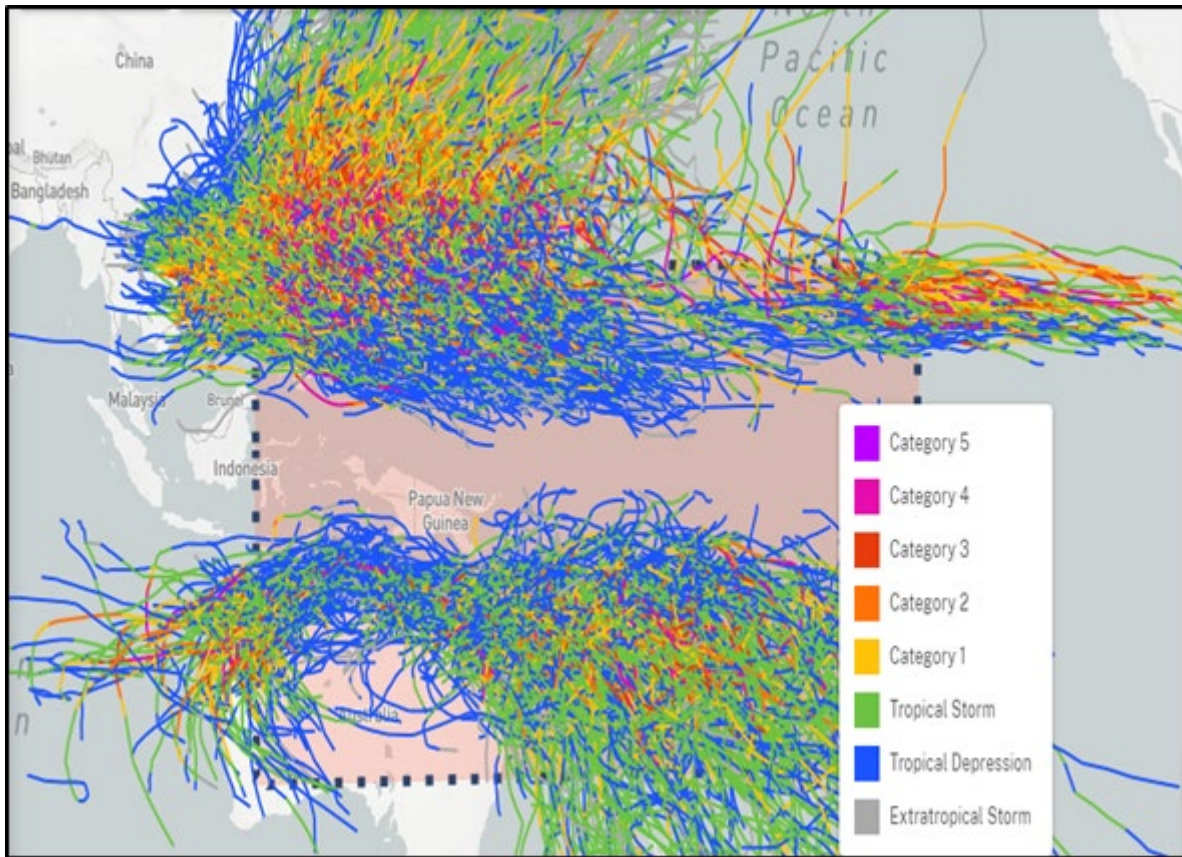 Pacific
Ocean
China
Bhutan
Bangladesh
Malaysia
Brunei
Indonesia
Papua New
Guinea
Category 5
Category 4
Category 3
Category 2
Category 1
Tropical Storm
Tropical Depression
Extratropical Storm
Australia
n